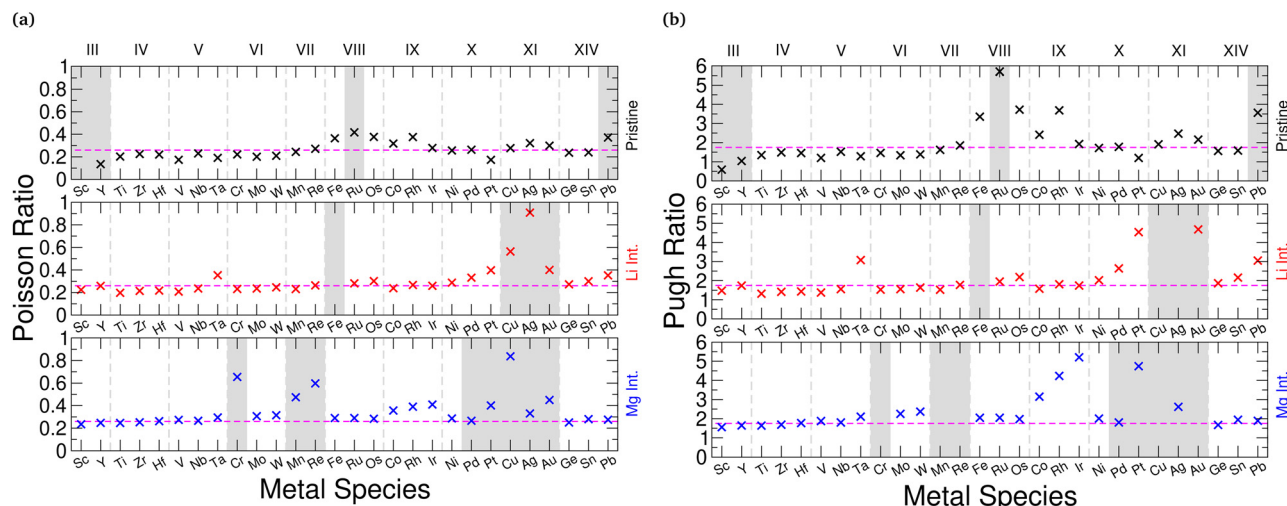 (a)
III IV V VI VII VIII IX X XI XIV
1
0.8
0.6
0.4
0.2
0
Pristine
Sc Y Ti Zr Hf V Nb Ta Cr Mo W Mn Re Fe Ru Os Co Rh Ir Ni Pd Pt Cu Ag Au Ge Sn Pb
1
0.8
0.6
0.4
0.2
0
Poisson Ratio
Li Int.
Sc Y Ti Zr Hf V Nb Ta Cr Mo W Mn Re Fe Ru Os Co Rh Ir Ni Pd Pt Cu Ag Au Ge Sn Pb
1
0.8
0.6
0.4
0.2
0
Mg Int.
Sc Y Ti Zr Hf V Nb Ta Cr Mo W Mn Re Fe Ru Os Co Rh Ir Ni Pd Pt Cu Ag Au Ge Sn Pb
Metal Species
(b)
III IV V VI VII VIII IX X XI XIV
6
5
4
3
2
1
0
Pristine
Sc Y Ti Zr Hf V Nb Ta Cr Mo W Mn Re Fe Ru Os Co Rh Ir Ni Pd Pt Cu Ag Au Ge Sn Pb
6
5
4
3
2
1
0
Pugh Ratio
Li Int.
Sc Y Ti Zr Hf V Nb Ta Cr Mo W Mn Re Fe Ru Os Co Rh Ir Ni Pd Pt Cu Ag Au Ge Sn Pb
6
5
4
3
2
1
0
Mg Int.
Sc Y Ti Zr Hf V Nb Ta Cr Mo W Mn Re Fe Ru Os Co Rh Ir Ni Pd Pt Cu Ag Au Ge Sn Pb
Metal Species